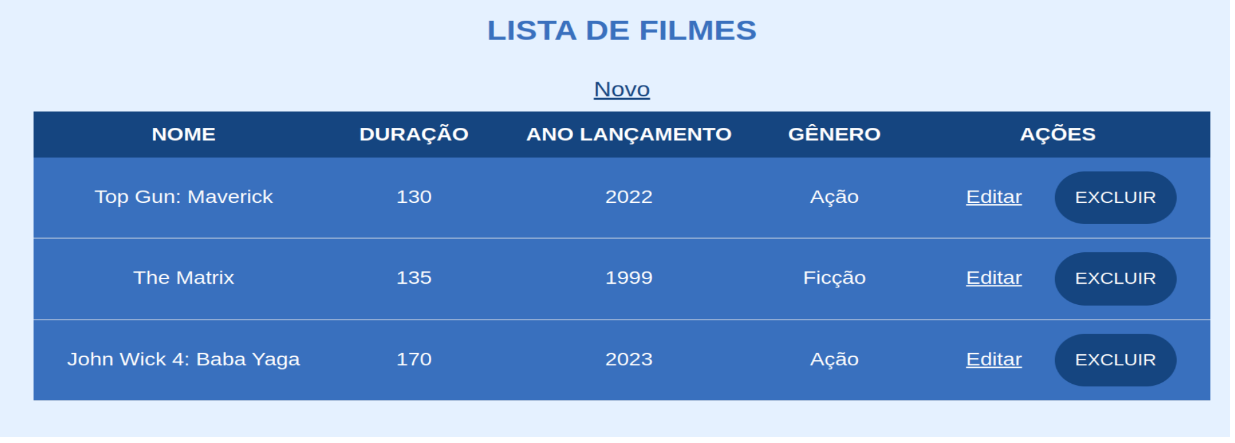 LISTA DE FILMES
Novo
NOME DURAÇÃO ANO LANÇAMENTO GÊNERO AÇÕES
Top Gun: Maverick 130 2022 Ação Editar EXCLUIR
The Matrix 135 1999 Ficção Editar EXCLUIR
John Wick 4: Baba Yaga 170 2023 Ação Editar EXCLUIR